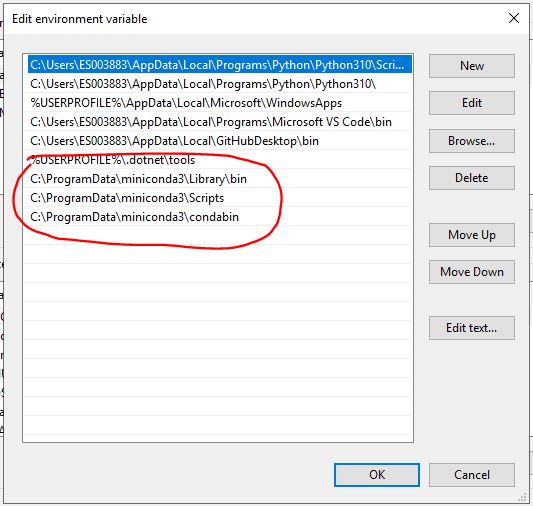 Edit environment variable
C:\Users\ES003883\AppData\Local\Programs\Python\Python310\Scri...
C:\Users\ES003883\AppData\Local\Programs\Python\Python310\
%USERPROFILE%\AppData\Local\Microsoft\WindowsApps
C:\Users\ES003883\AppData\Local\Programs\Microsoft VS Code\bin
C:\Users\ES003883\AppData\Local\GitHubDesktop\bin
%USERPROFILE%\.dotnet\tools
C:\ProgramData\miniconda3\Library\bin
C:\ProgramData\miniconda3\Scripts
C:\ProgramData\miniconda3\condabin
New
Edit
Browse...
Delete
Move Up
Move Down
Edit text...
OK
Cancel